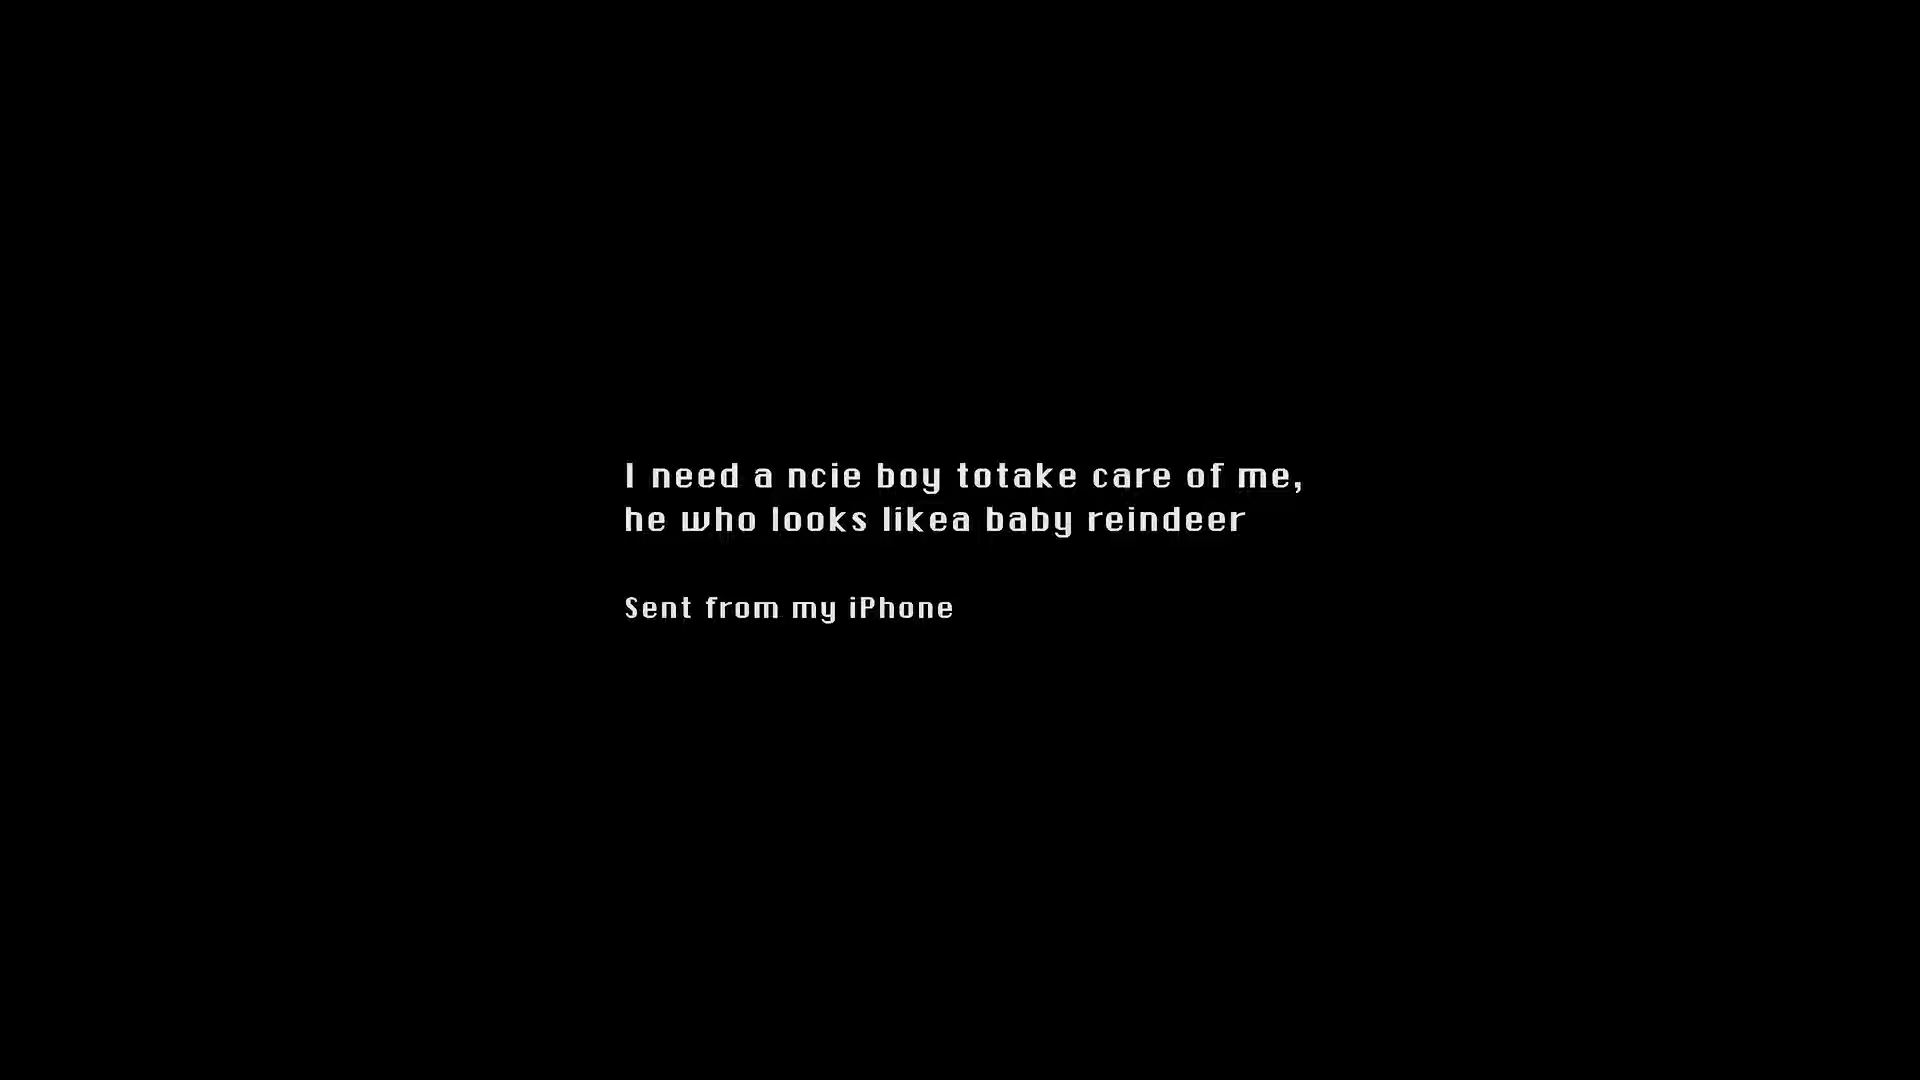 I need a ncie boy totake care of me,
he who looks likea baby reindeer
Sent from my iPhone